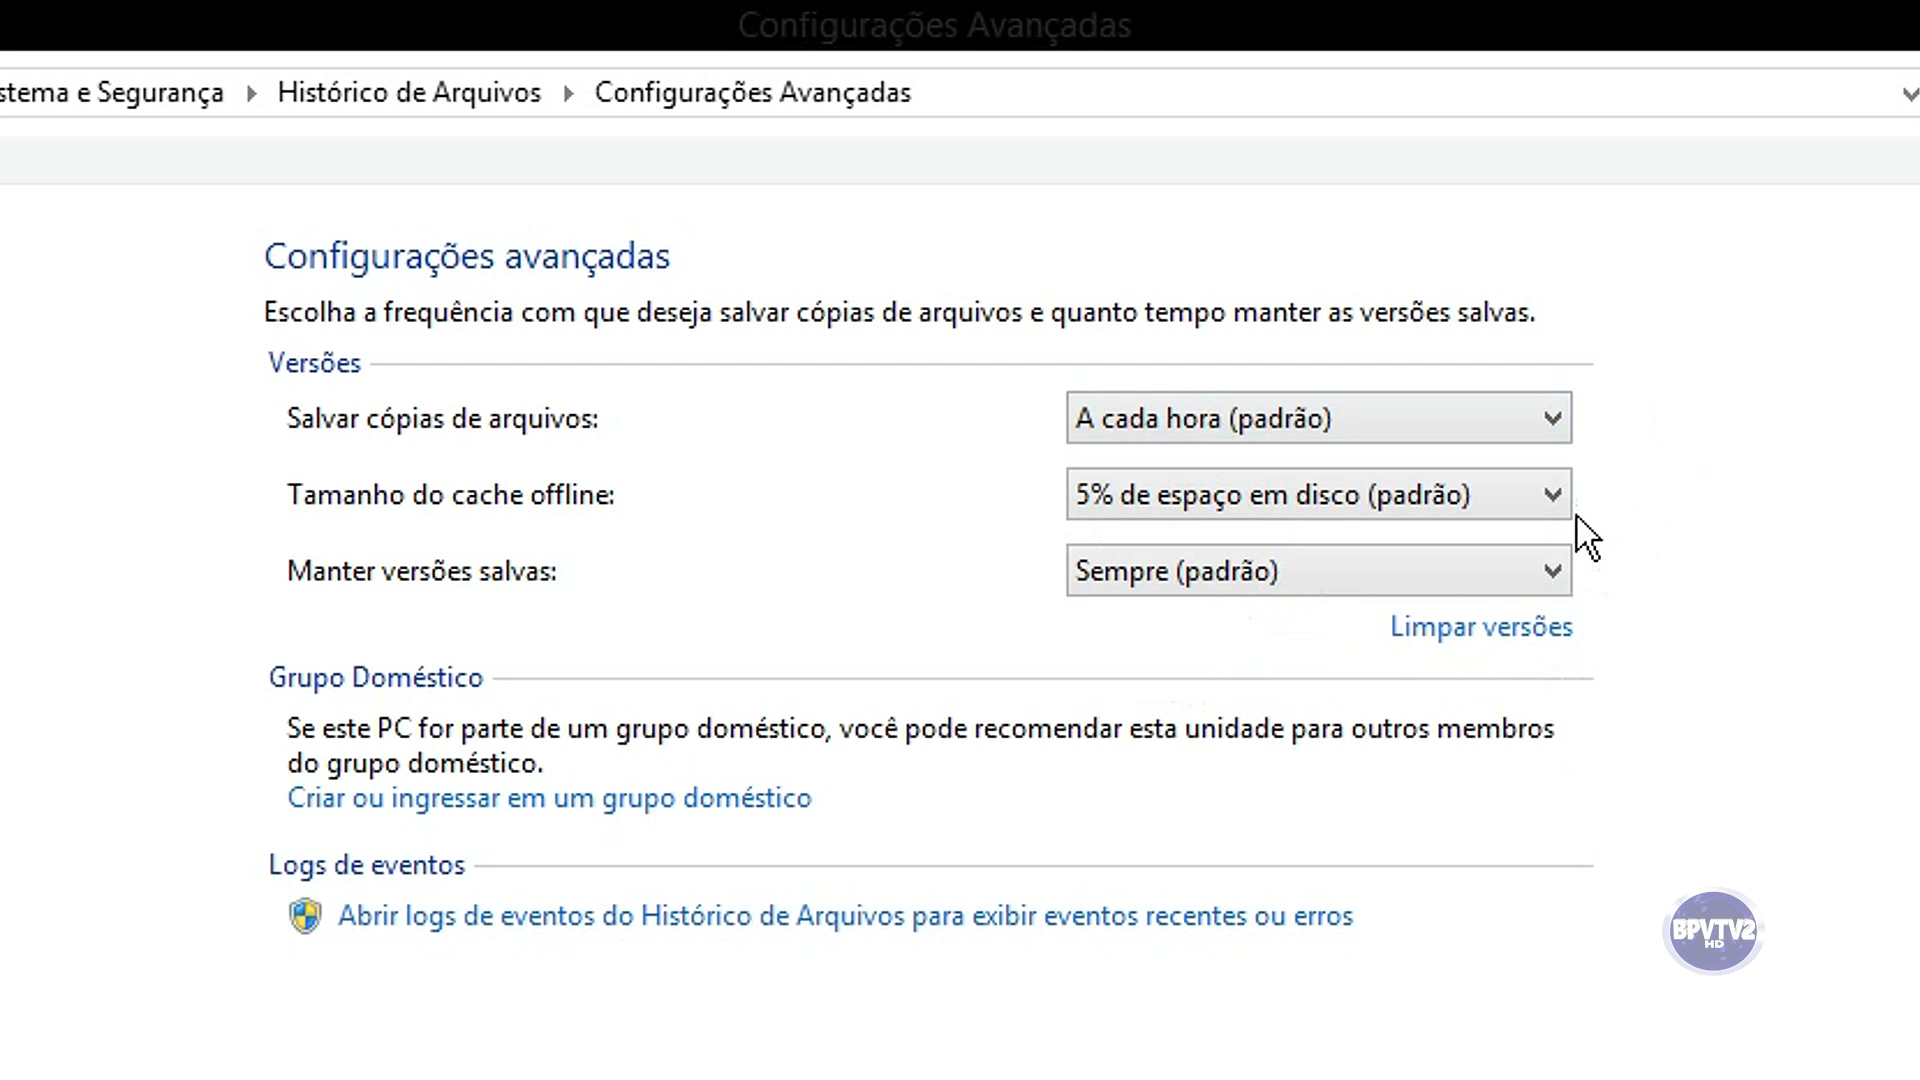 Configurações Avançadas
stema e Segurança Histórico de Arquivos Configurações Avançadas
Configurações avançadas
Escolha a frequência com que deseja salvar cópias de arquivos e quanto tempo manter as versões salvas.
Versões
Salvar cópias de arquivos: A cada hora (padrão)
Tamanho do cache offline: 5% de espaço em disco (padrão)
Manter versões salvas: Sempre (padrão)
Limpar versões
Grupo Doméstico
Se este PC for parte de um grupo doméstico, você pode recomendar esta unidade para outros membros
do grupo doméstico.
Criar ou ingressar em um grupo doméstico
Logs de eventos
Abrir logs de eventos do Histórico de Arquivos para exibir eventos recentes ou erros
BPVTV2
HD